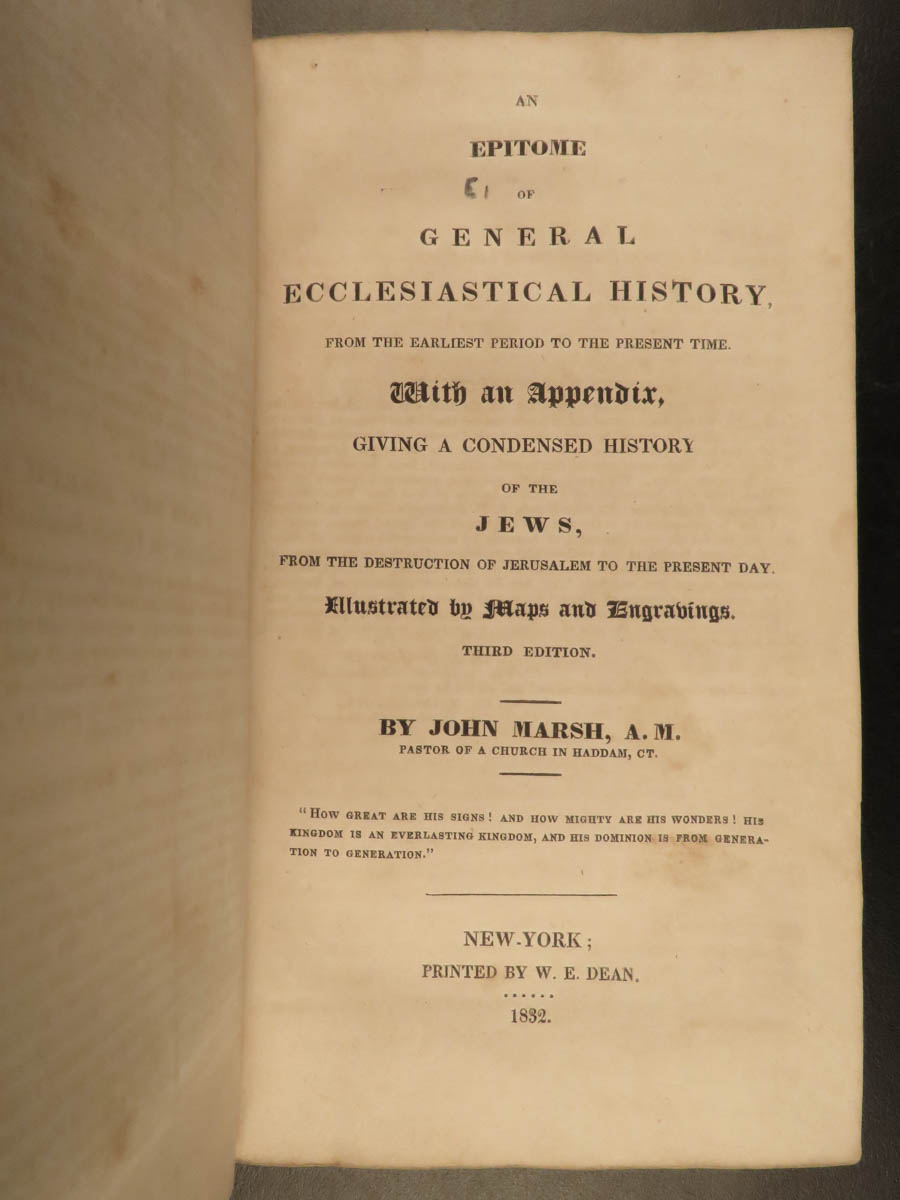 AN
EPITOME
OF
GENERAL
ECCLESIASTICAL HISTORY,
FROM THE EARLIEST PERIOD TO THE PRESENT TIME.
With an Appendix,
GIVING A CONDENSED HISTORY
OF THE
JEWS,
FROM THE DESTRUCTION OF JERUSALEM TO THE PRESENT DAY.
Illustrated by Maps and Engravings.
THIRD EDITION.
BY JOHN MARSH, A.M.
PASTOR OF A CHURCH IN HADDAM, CT.
"HOW GREAT ARE HIS SIGNS! AND HOW MIGHTY ARE HIS WONDERS! HIS
KINGDOM IS AN EVERLASTING KINGDOM, AND HIS DOMINION IS FROM GENERA-
TION TO GENERATION."
NEW-YORK;
PRINTED BY W. E. DEAN.
......
1832.